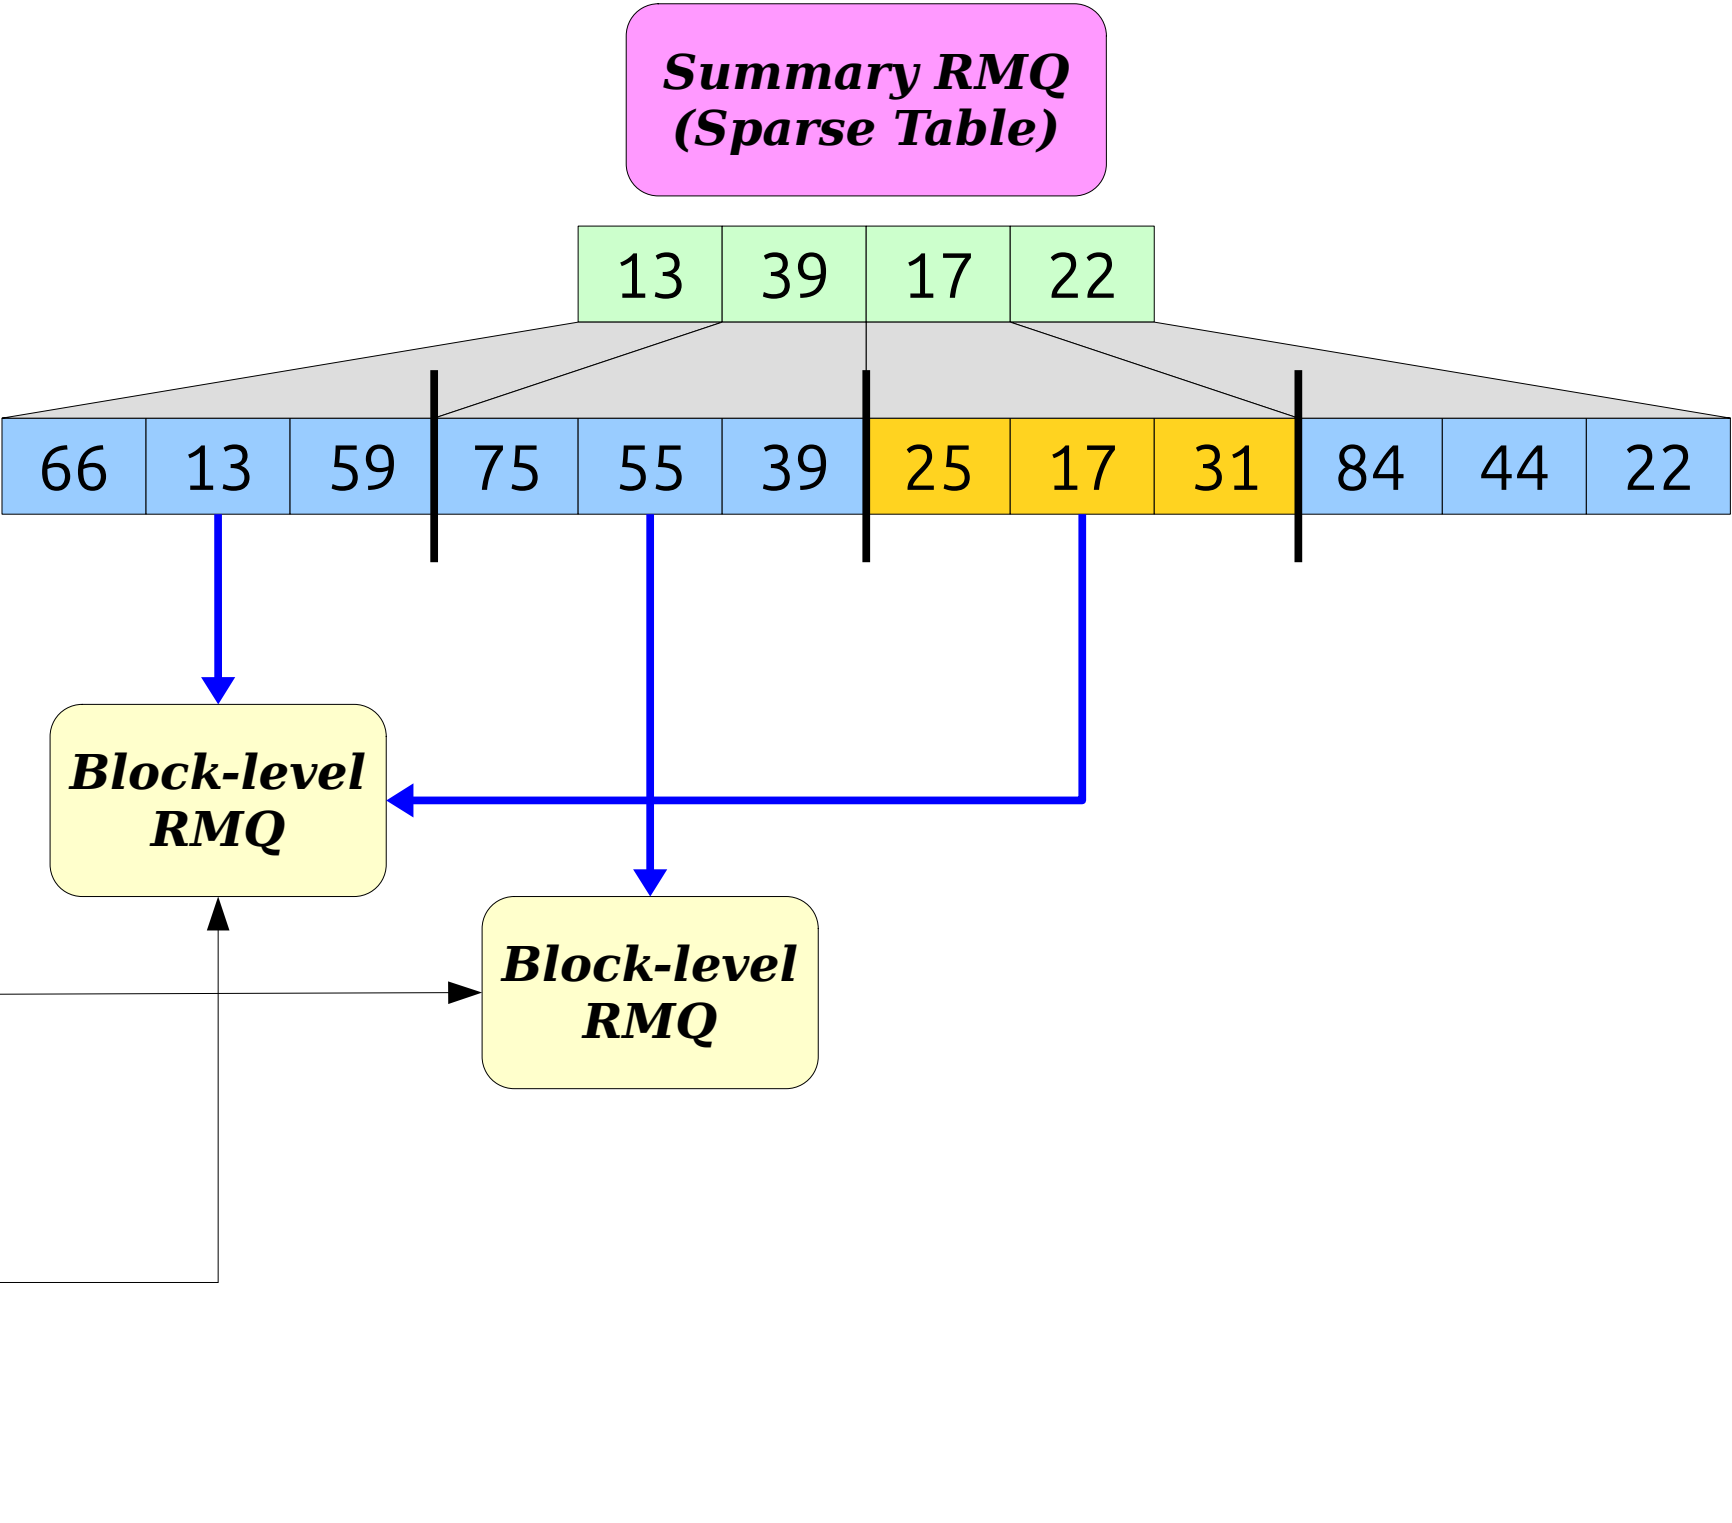 Summary RMQ
(Sparse Table)
13 39 17 22
66 13 59 75 55 39 25 17 31 84 44 22
Block-level
RMQ
Block-level
RMQ